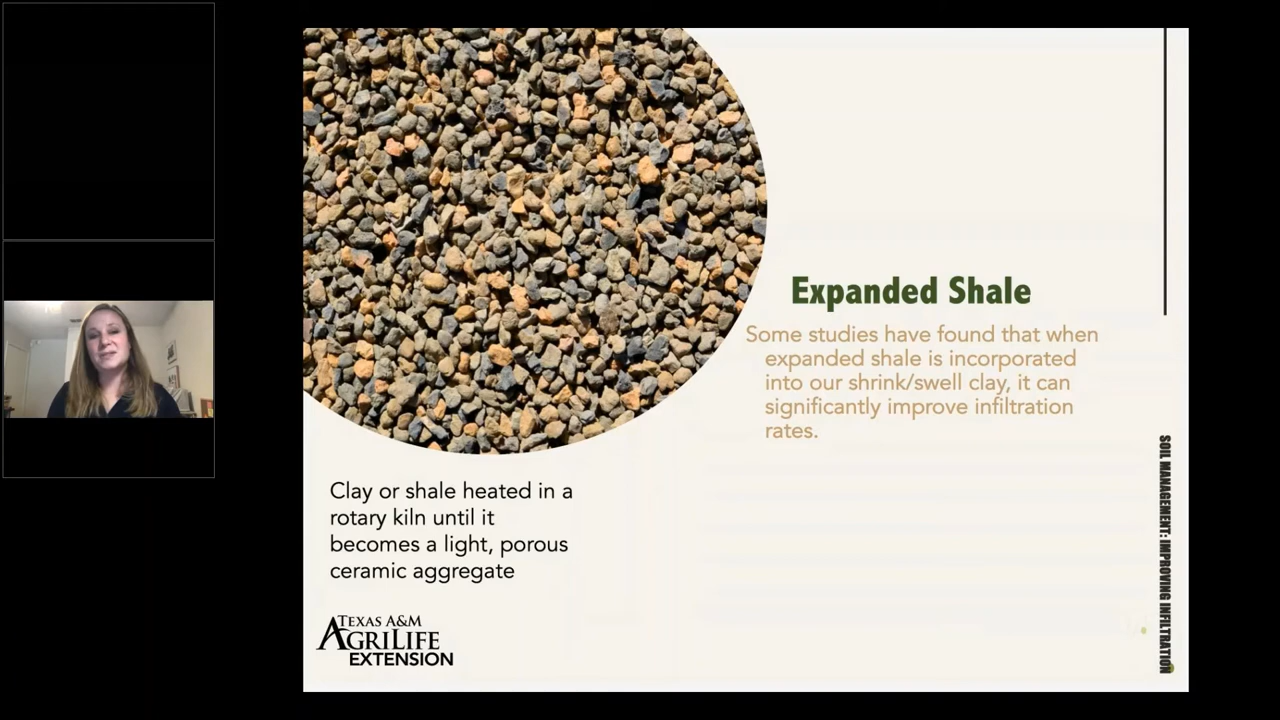 Expanded Shale
Some studies have found that when
expanded shale is incorporated
into our shrink/swell clay, it can
significantly improve infiltration
rates.
Clay or shale heated in a
rotary kiln until it
becomes a light, porous
ceramic aggregate
TEXAS A&M
AGRILIFE
EXTENSION
SOIL MANAGEMENT: IMPROVING INFILTRATION